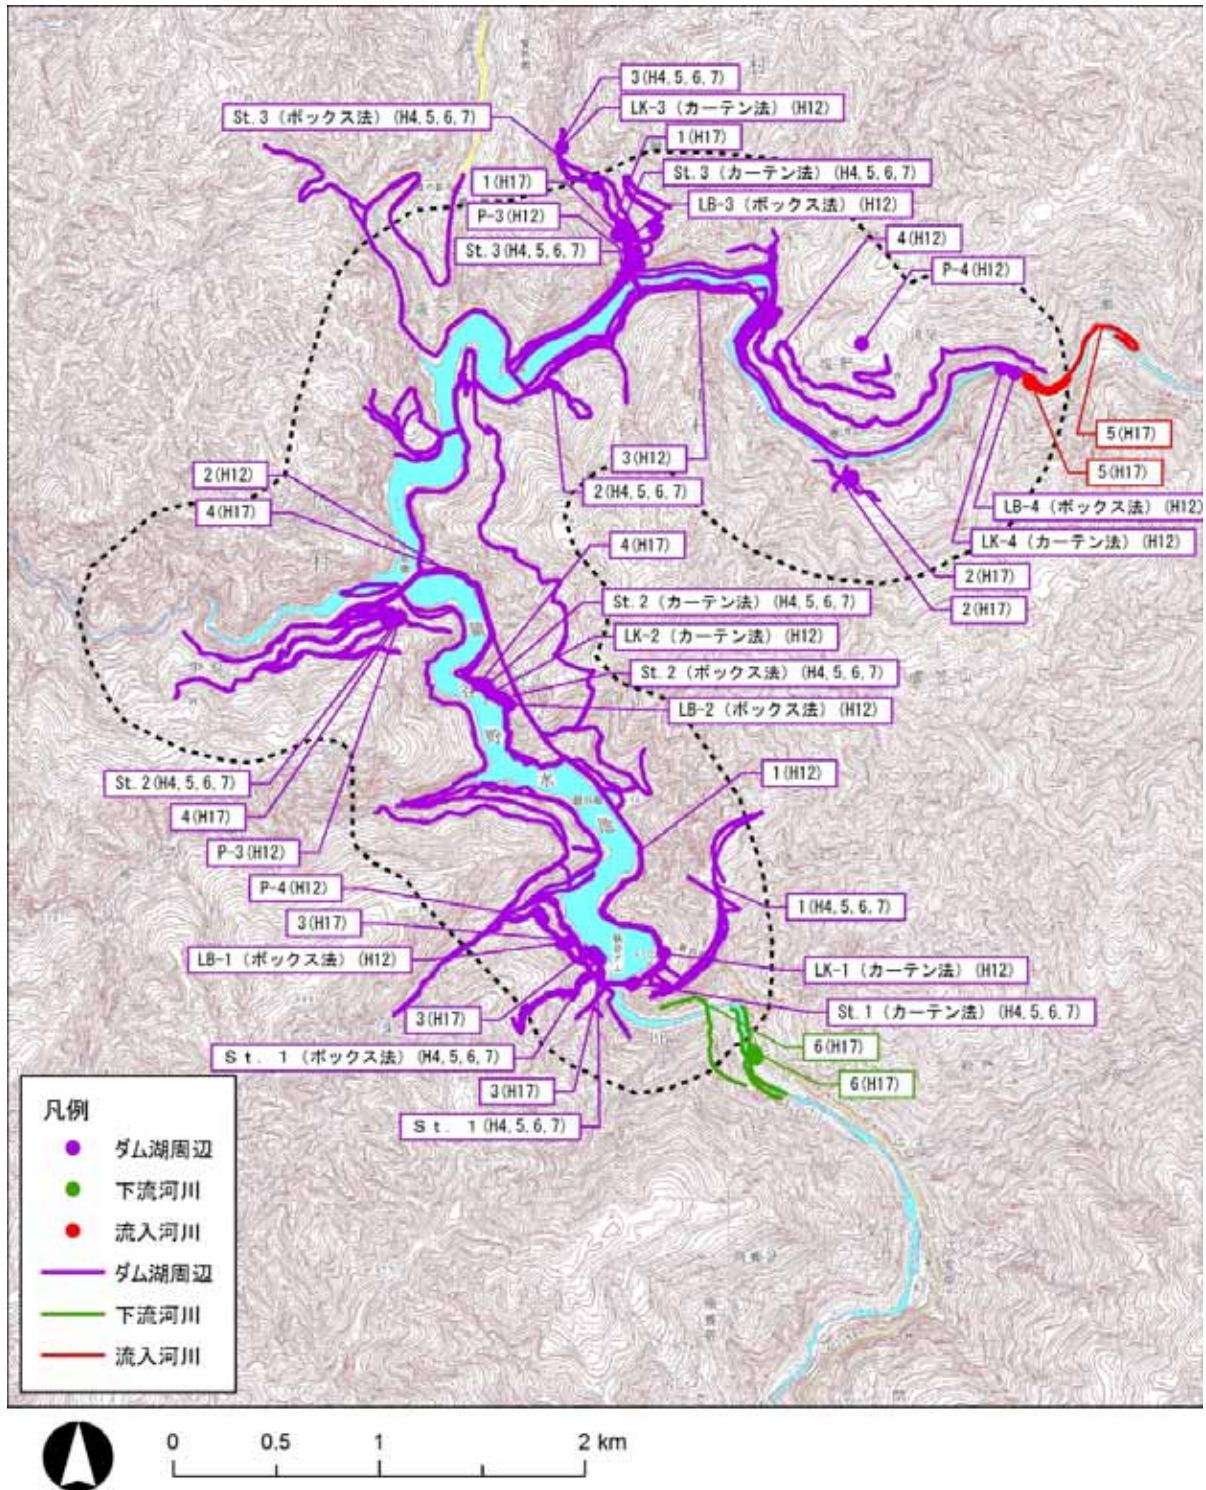 3(H4,5,6,7)
LK-3 (カーテン法) (H12)
St.3 (ボックス法) (H4,5,6,7)
1(H17)
St.3 (カーテン法) (H4,5,6,7)
1(H17)
LB-3 (ボックス法) (H12)
P-3(H12)
4(H12)
St.3(H4,5,6,7)
P-4(H12)
5(H17)
3(H12)
5(H17)
2(H12)
2(H4,5,6,7)
LB-4 (ボックス法) (H12)
4(H17)
4(H17)
LK-4 (カーテン法) (H12)
2(H17)
St.2 (カーテン法) (H4,5,6,7)
2(H17)
LK-2 (カーテン法) (H12)
St.2 (ボックス法) (H4,5,6,7)
LB-2 (ボックス法) (H12)
St.2(H4,5,6,7)
1(H12)
4(H17)
P-3(H12)
P-4(H12)
1(H4,5,6,7)
3(H17)
LB-1 (ボックス法) (H12)
LK-1 (カーテン法) (H12)
St.1 (カーテン法) (H4,5,6,7)
3(H17)
6(H17)
St. 1 (ボックス法) (H4,5,6,7)
6(H17)
3(H17)
St. 1(H4,5,6,7)
凡例
ダム湖周辺
下流河川
流入河川
ダム湖周辺
下流河川
流入河川
0 0.5 1 2 km